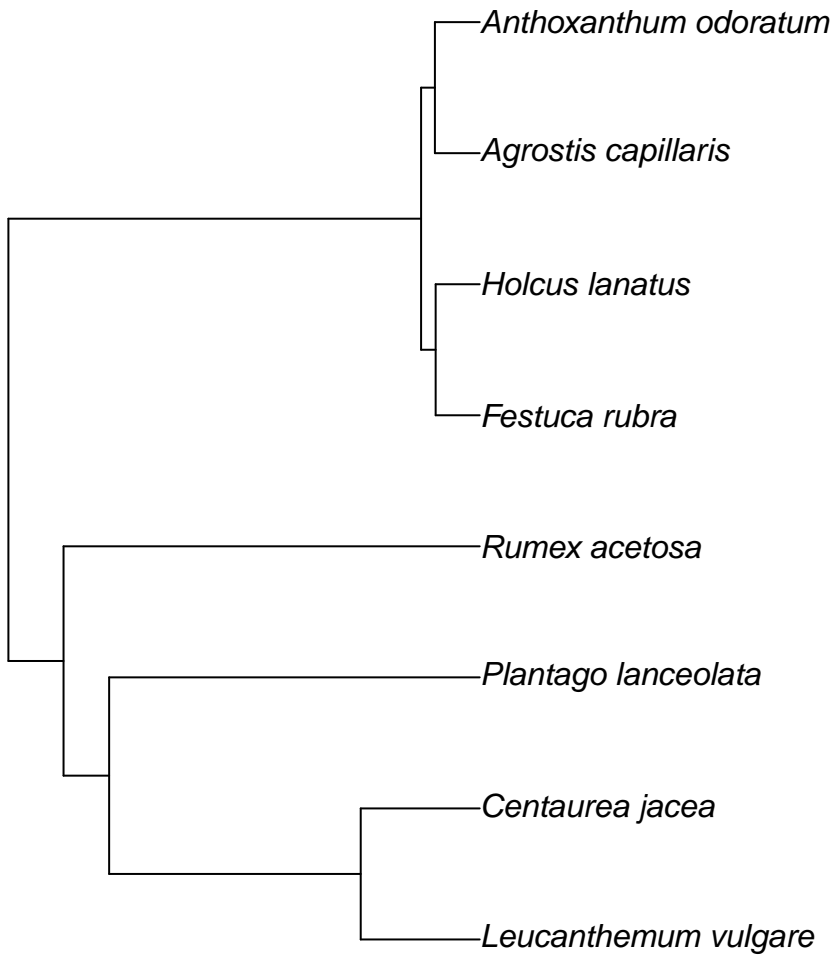 Anthoxanthum odoratum
Agrostis capillaris
Holcus lanatus
Festuca rubra
Rumex acetosa
Plantago lanceolata
Centaurea jacea
Leucanthemum vulgare